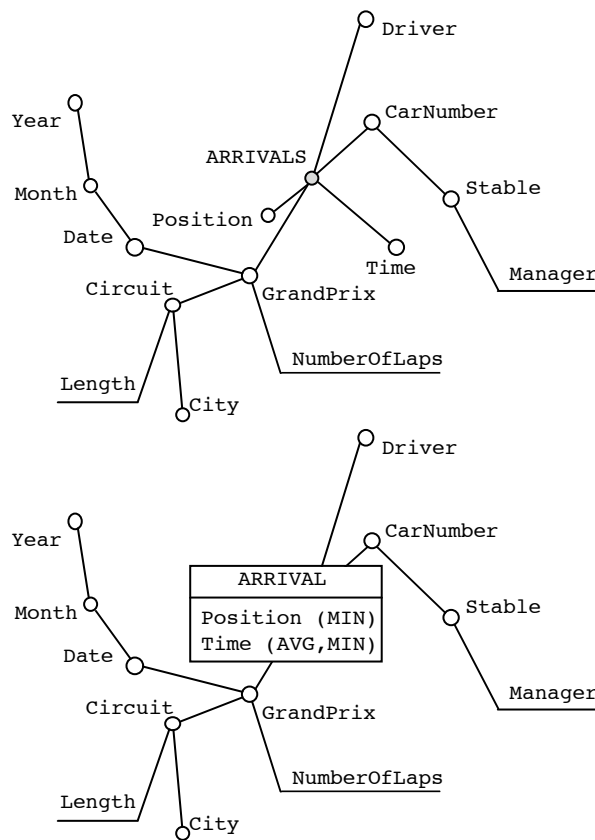 Driver
Year
CarNumber
ARRIVALS
Month
Stable
Position
Date
Time
Manager
Circuit
GrandPrix
NumberOfLaps
Length
City
Driver
Year
CarNumber
ARRIVAL
Month
Stable
Position (MIN)
Time (AVG,MIN)
Date
Manager
Circuit
GrandPrix
NumberOfLaps
Length
City